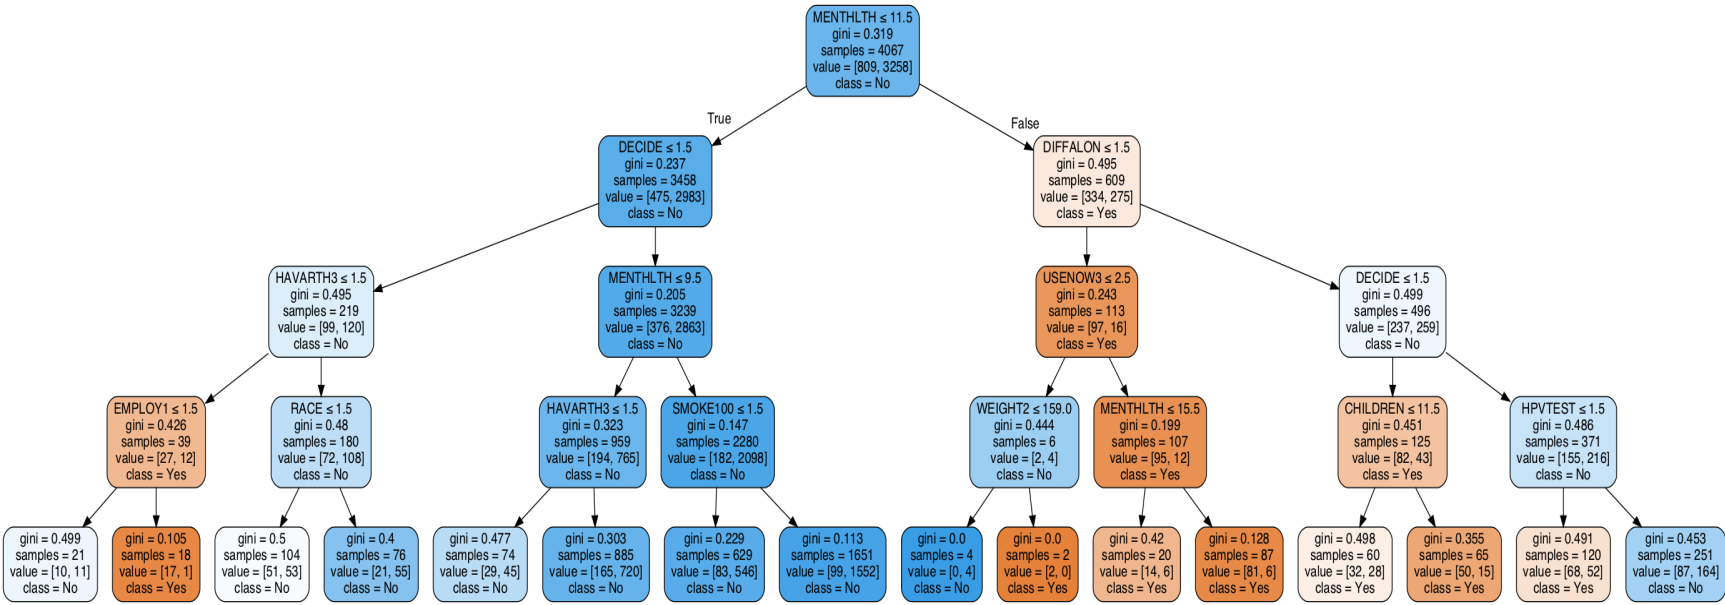 MENTHLTH ≤ 11.5
gini = 0.319
samples = 4067
value = [809, 3258]
class = No
True
False
DECIDE ≤ 1.5
gini = 0.237
samples = 3458
value = [475, 2983]
class = No
DIFFALON ≤ 1.5
gini = 0.495
samples = 609
value = [334, 275]
class = Yes
HAVARTH3 ≤ 1.5
gini = 0.495
samples = 219
value = [99, 120]
class = No
MENTHLTH ≤ 9.5
gini = 0.205
samples = 3239
value = [376, 2863]
class = No
USENOW3 ≤ 2.5
gini = 0.243
samples = 113
value = [97, 16]
class = Yes
DECIDE ≤ 1.5
gini = 0.499
samples = 496
value = [237, 259]
class = No
EMPLOY1 ≤ 1.5
gini = 0.426
samples = 39
value = [27, 12]
class = Yes
RACE ≤ 1.5
gini = 0.48
samples = 180
value = [72, 108]
class = No
HAVARTH3 ≤ 1.5
gini = 0.323
samples = 959
value = [194, 765]
class = No
SMOKE100 ≤ 1.5
gini = 0.147
samples = 2280
value = [182, 2098]
class = No
WEIGHT2 ≤ 159.0
gini = 0.444
samples = 6
value = [2, 4]
class = No
MENTHLTH ≤ 15.5
gini = 0.199
samples = 107
value = [95, 12]
class = Yes
CHILDREN ≤ 11.5
gini = 0.451
samples = 125
value = [82, 43]
class = Yes
HPVTEST ≤ 1.5
gini = 0.486
samples = 371
value = [155, 216]
class = No
gini = 0.499
samples = 21
value = [10, 11]
class = No
gini = 0.105
samples = 18
value = [17, 1]
class = Yes
gini = 0.5
samples = 104
value = [51, 53]
class = No
gini = 0.4
samples = 76
value = [21, 55]
class = No
gini = 0.477
samples = 74
value = [29, 45]
class = No
gini = 0.303
samples = 885
value = [165, 720]
class = No
gini = 0.229
samples = 629
value = [83, 546]
class = No
gini = 0.113
samples = 1651
value = [99, 1552]
class = No
gini = 0.0
samples = 4
value = [0, 4]
class = No
gini = 0.0
samples = 2
value = [2, 0]
class = Yes
gini = 0.42
samples = 20
value = [14, 6]
class = Yes
gini = 0.128
samples = 87
value = [81, 6]
class = Yes
gini = 0.498
samples = 60
value = [32, 28]
class = Yes
gini = 0.355
samples = 65
value = [50, 15]
class = Yes
gini = 0.491
samples = 120
value = [68, 52]
class = Yes
gini = 0.453
samples = 251
value = [87, 164]
class = No